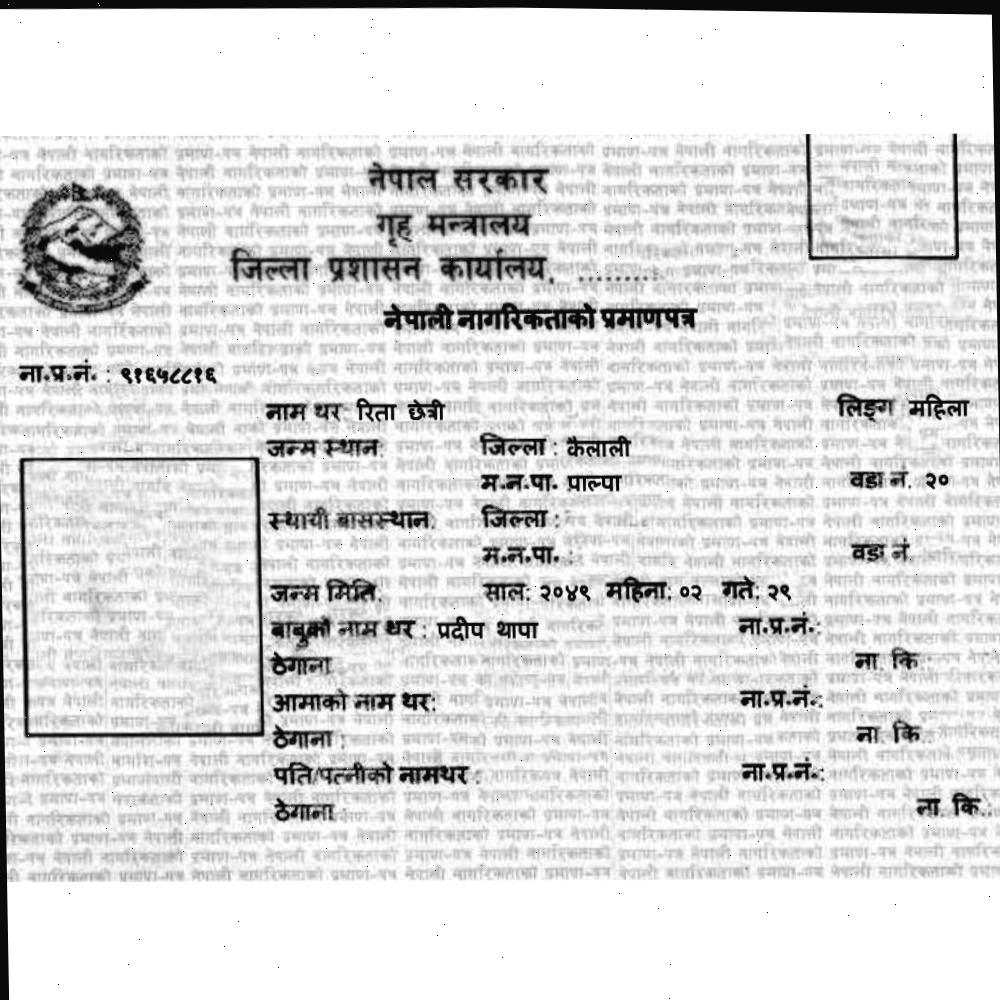 नेपाल सरकार
गृह मन्त्रालय
जिल्ला प्रशासन कार्यालय, ..........
नेपाली नागरिकताको प्रमाणपत्र
ना.प्र.नं. : ९१६५८८१६
नाम थर: रिता छेत्री लिङ्ग महिला
जन्म स्थान: जिल्ला : कैलाली
म.न.पा. प्राल्पा वडा नं. २०
स्थायी बासस्थान: जिल्ला :
म.न.पा. : वडा नं.
जन्म मिति: साल: २०४९ महिना: ०२ गते: २९
बाबुको नाम थर : प्रदीप थापा ना.प्र.नं.:
ठेगाना ना. कि.:
आमाको नाम थर: ना.प्र.नं.:
ठेगाना : ना. कि.:
पति/पत्नीको नामथर : ना.प्र.नं.:
ठेगाना ना. कि.: